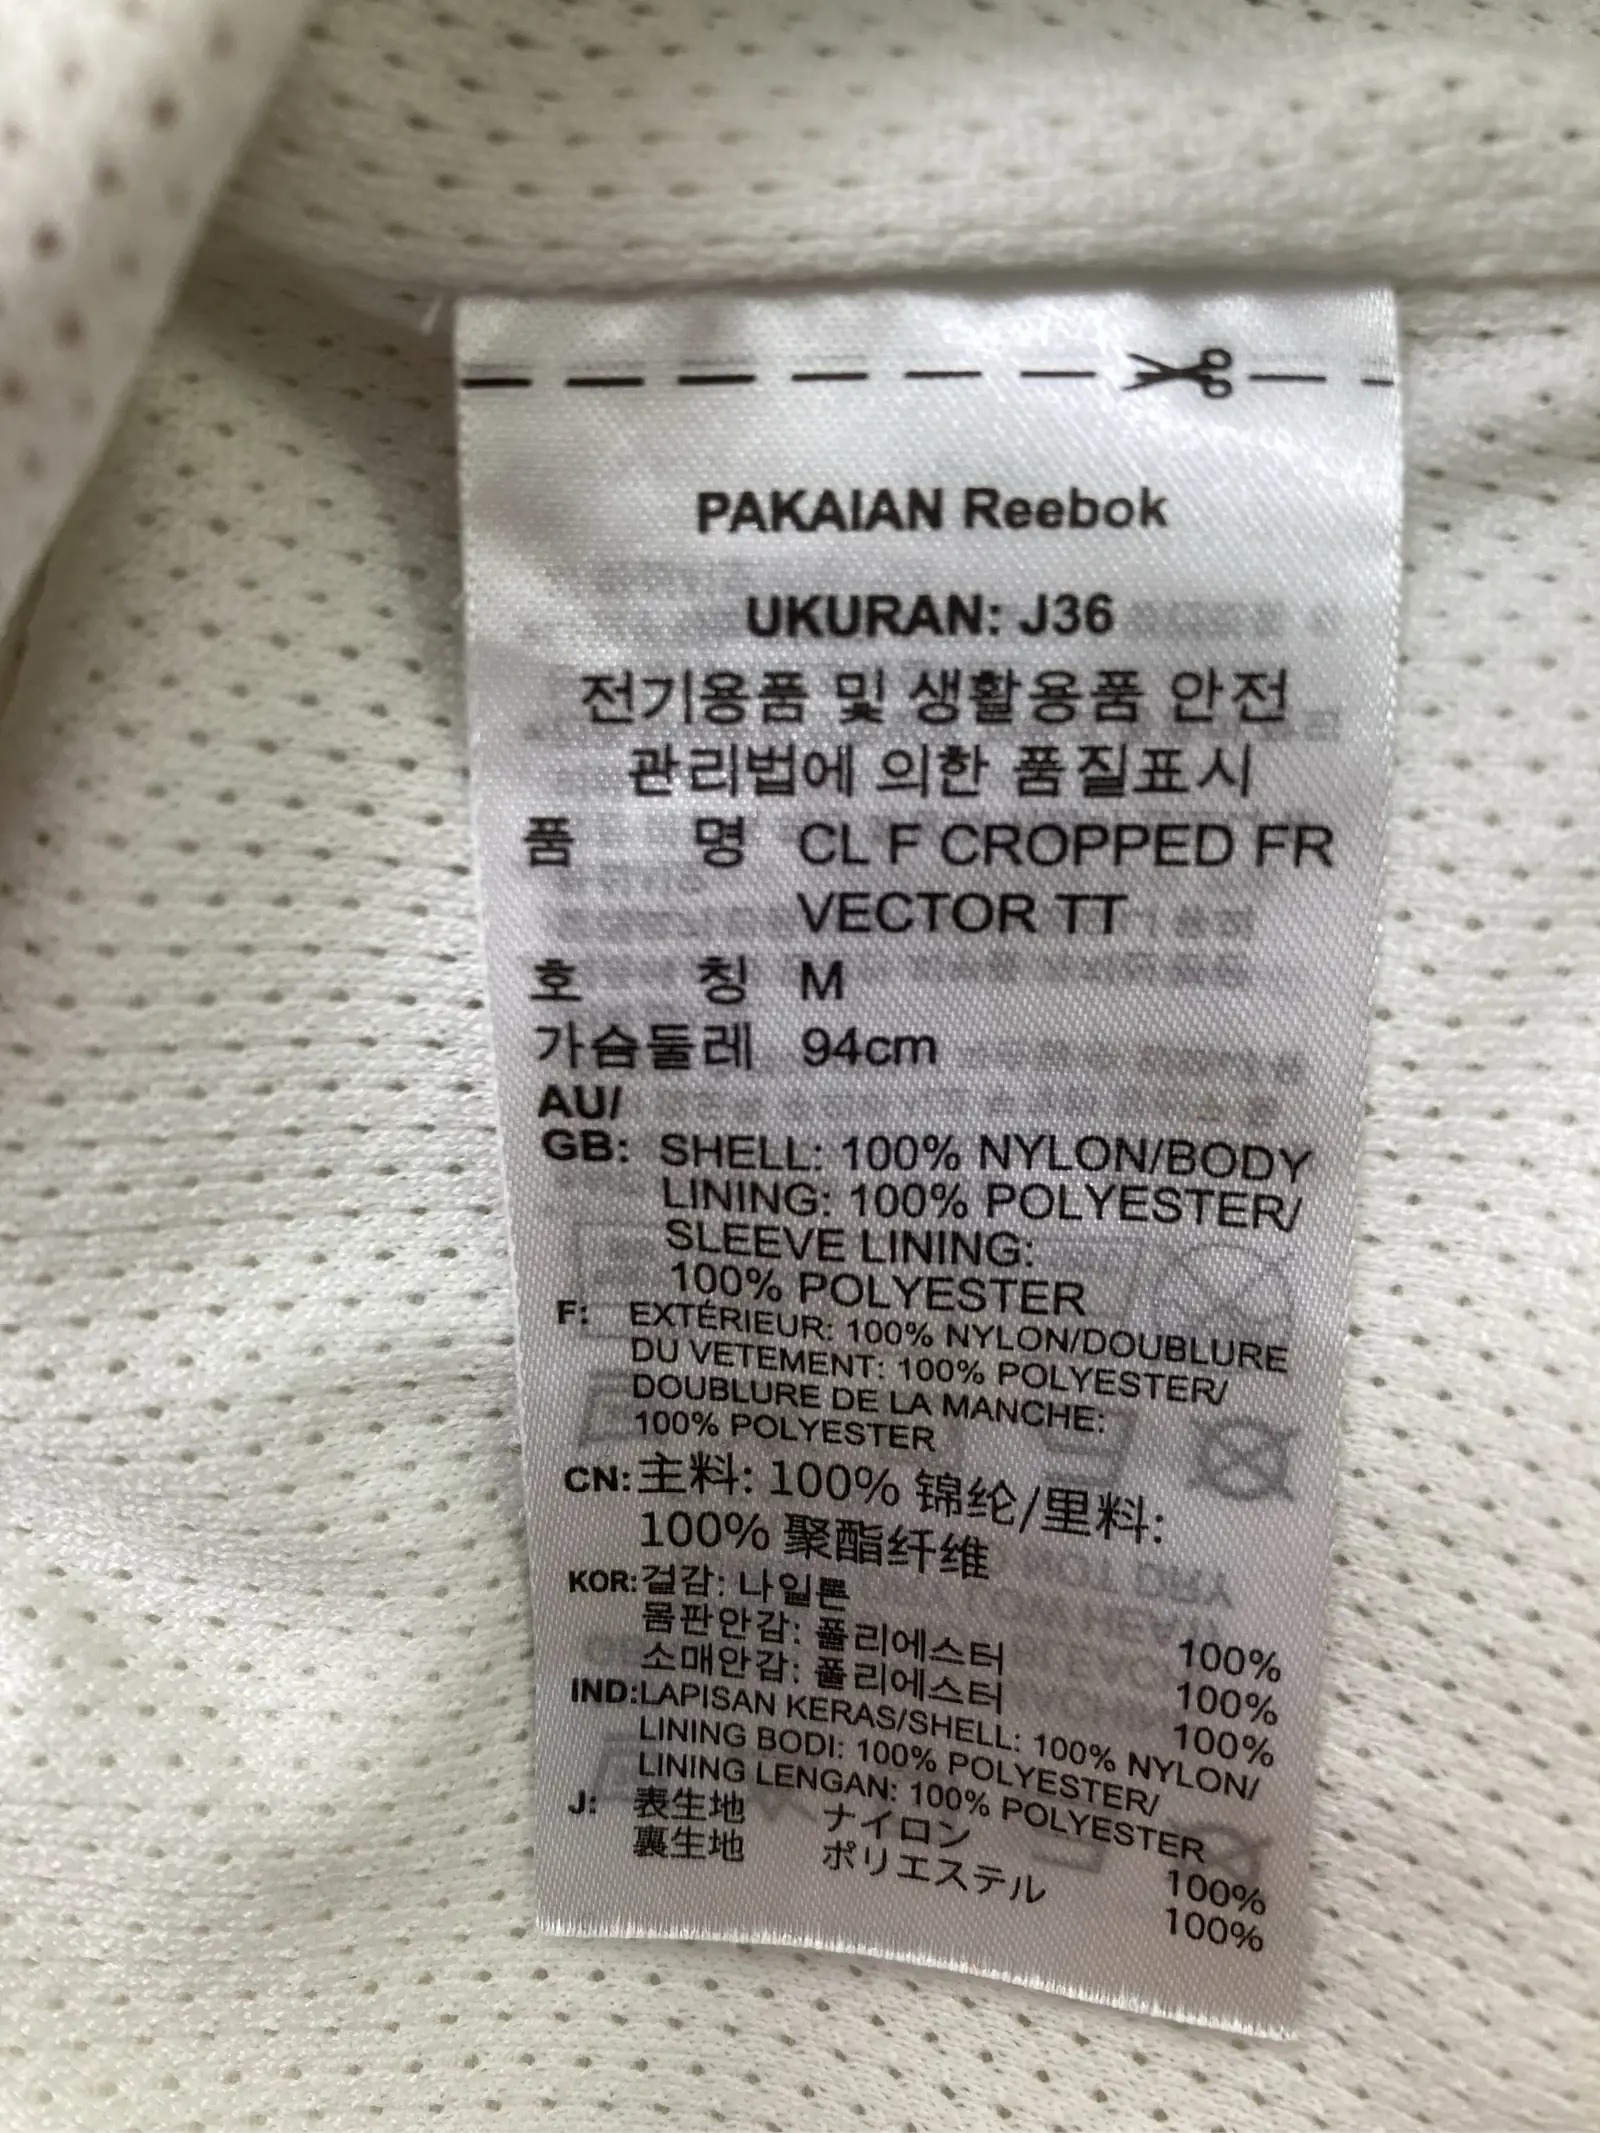 PAKAIAN Reebok
UKURAN: J36
전기용품 및 생활용품 안전
관리법에 의한 품질표시
품 명 CL F CROPPED FR
VECTOR TT
호 칭 M
가슴둘레 94cm
AU/
GB: SHELL: 100% NYLON/BODY
LINING: 100% POLYESTER/
SLEEVE LINING:
100% POLYESTER
F: EXTÉRIEUR: 100% NYLON/DOUBLURE
DU VETEMENT: 100% POLYESTER/
DOUBLURE DE LA MANCHE:
100% POLYESTER
CN: 主料: 100% 锦纶/里料:
100% 聚酯纤维
KOR: 겉감: 나일론 100%
몸판안감: 폴리에스터 100%
소매안감: 폴리에스터 100%
IND: LAPISAN KERAS/SHELL: 100% NYLON/
LINING BODI: 100% POLYESTER/
LINING LENGAN: 100% POLYESTER
J: 表生地 ナイロン 100%
裏生地 ポリエステル 100%